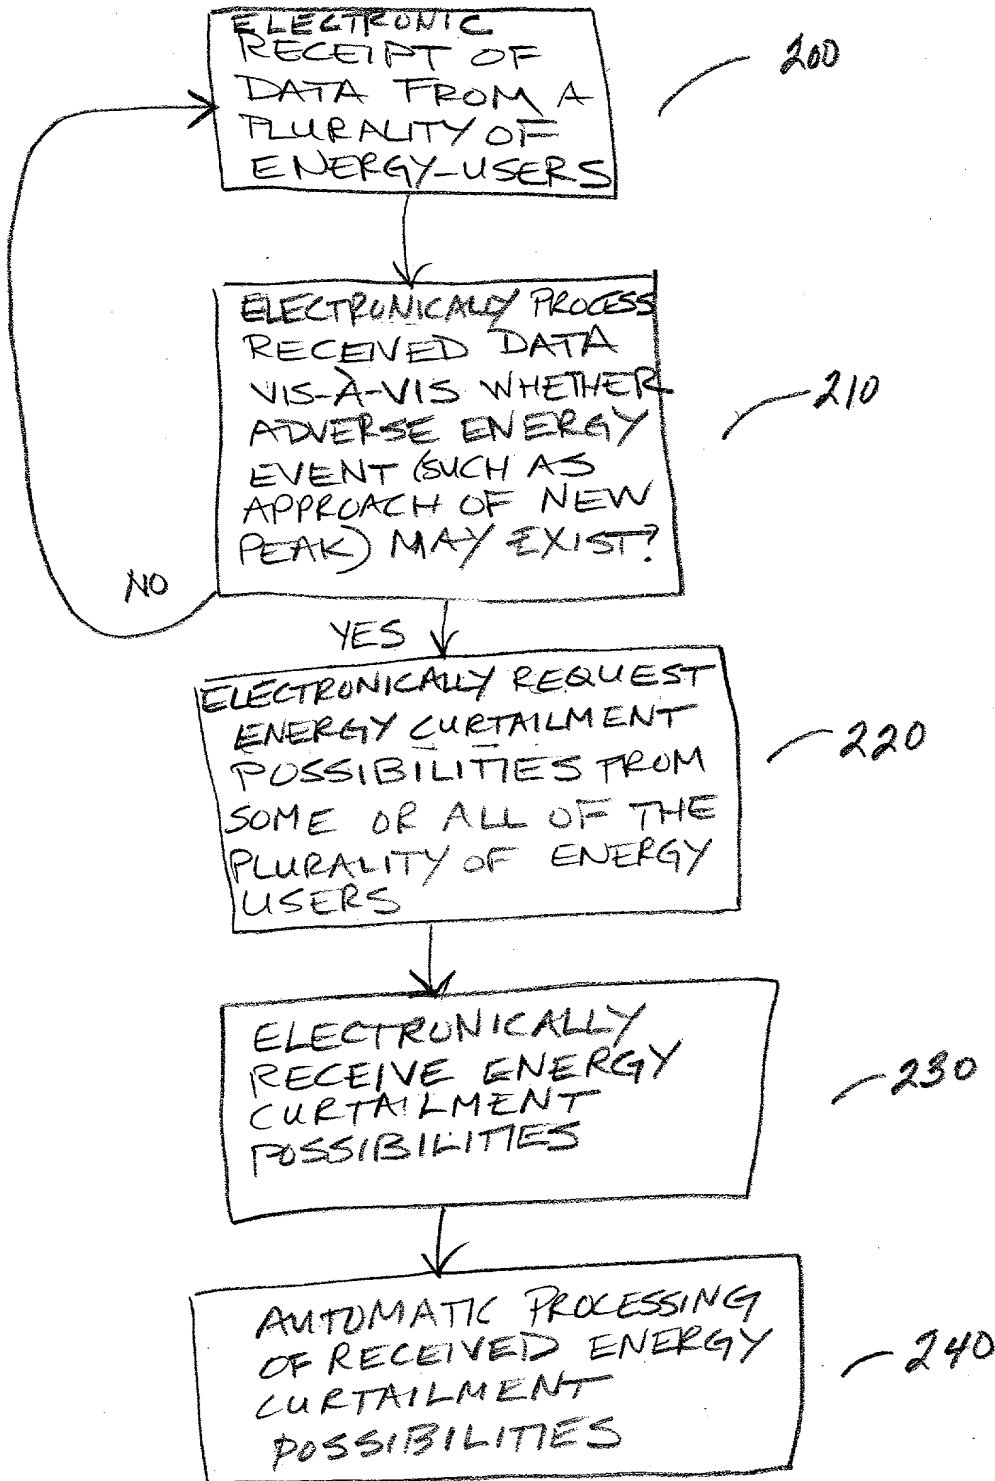 ELECTRONIC
RECEIPT OF
DATA FROM A
PLURALITY OF
ENERGY-USERS
200
ELECTRONICALLY PROCESS
RECEIVED DATA
VIS-À-VIS WHETHER
ADVERSE ENERGY
EVENT (SUCH AS
APPROACH OF NEW
PEAK) MAY EXIST?
210
NO
YES
ELECTRONICALLY REQUEST
ENERGY CURTAILMENT
POSSIBILITIES FROM
SOME OR ALL OF THE
PLURALITY OF ENERGY
USERS
220
ELECTRONICALLY
RECEIVE ENERGY
CURTAILMENT
POSSIBILITIES
230
AUTOMATIC PROCESSING
OF RECEIVED ENERGY
CURTAILMENT
POSSIBILITIES
240